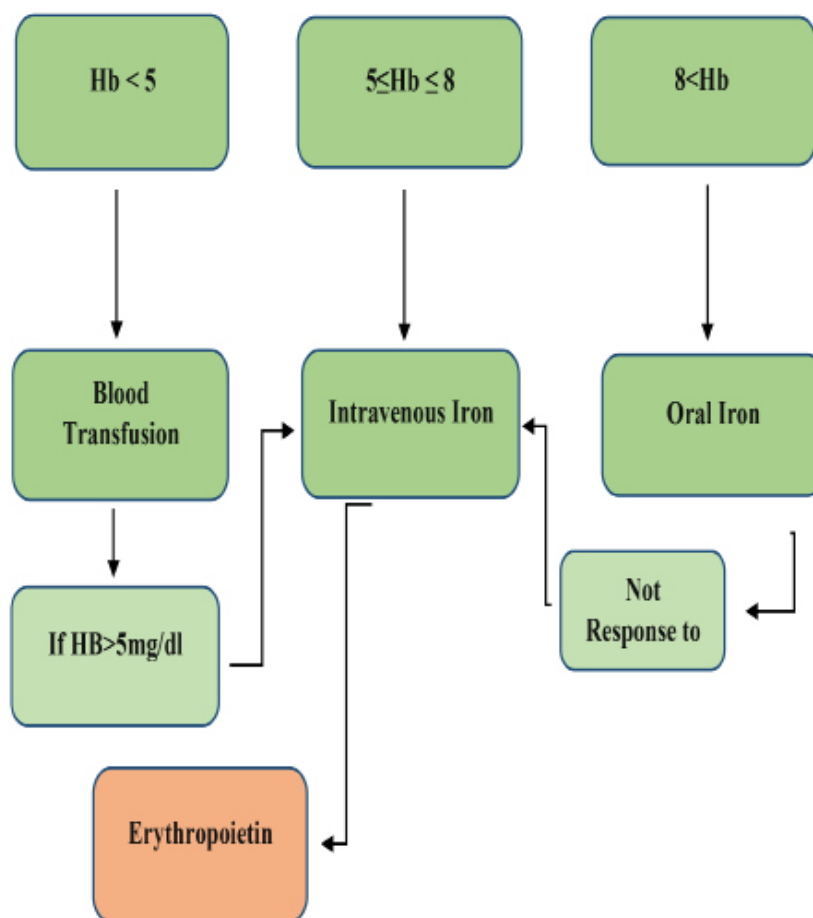 Hb < 5
5≤Hb ≤ 8
8<Hb
Blood
Transfusion
Intravenous Iron
Oral Iron
If HB>5mg/dl
Not
Response to
Erythropoietin